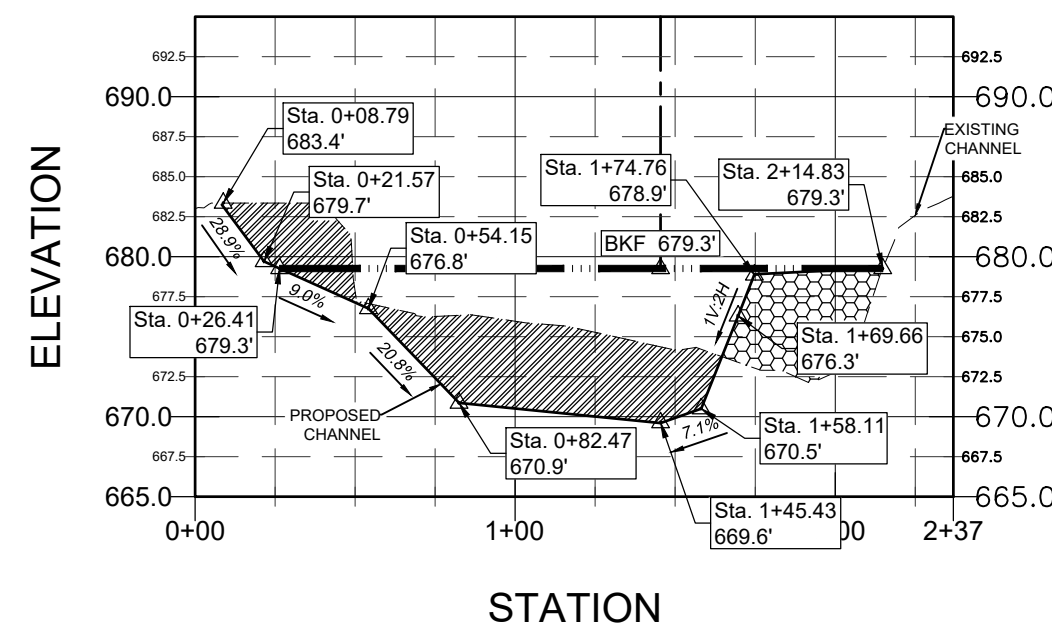 ELEVATION
692.5
690.0
687.5
685.0
682.5
680.0
677.5
675.0
672.5
670.0
667.5
665.0
692.5
690.0
687.5
685.0
682.5
680.0
677.5
675.0
672.5
670.0
667.5
665.0
Sta. 0+08.79
683.4'
Sta. 0+21.57
679.7'
Sta. 0+54.15
676.8'
Sta. 1+74.76
678.9'
Sta. 2+14.83
679.3'
EXISTING
CHANNEL
BKF 679.3'
28.9%
9.0%
20.8%
1V:2H
7.1%
Sta. 0+26.41
679.3'
Sta. 1+69.66
676.3'
PROPOSED
CHANNEL
Sta. 0+82.47
670.9'
Sta. 1+58.11
670.5'
Sta. 1+45.43
669.6'
0+00
1+00
00
2+37
STATION